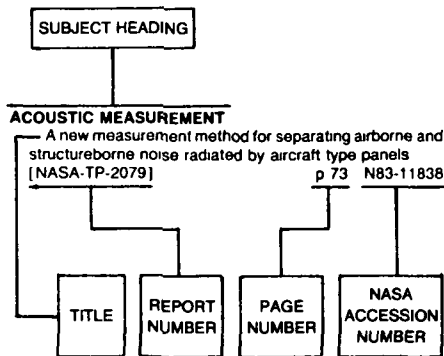 SUBJECT HEADING
ACOUSTIC MEASUREMENT
A new measurement method for separating airborne and
structureborne noise radiated by aircraft type panels
[NASA-TP-2079] p 73 N83-11838
TITLE
REPORT
NUMBER
PAGE
NUMBER
NASA
ACCESSION
NUMBER